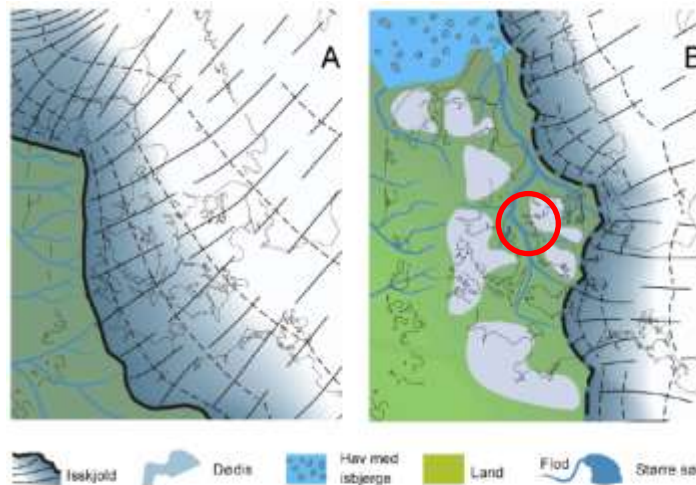 A
B
Isskjold
Dødis
Hav med
isbjerge
Land
Flod
Større sø